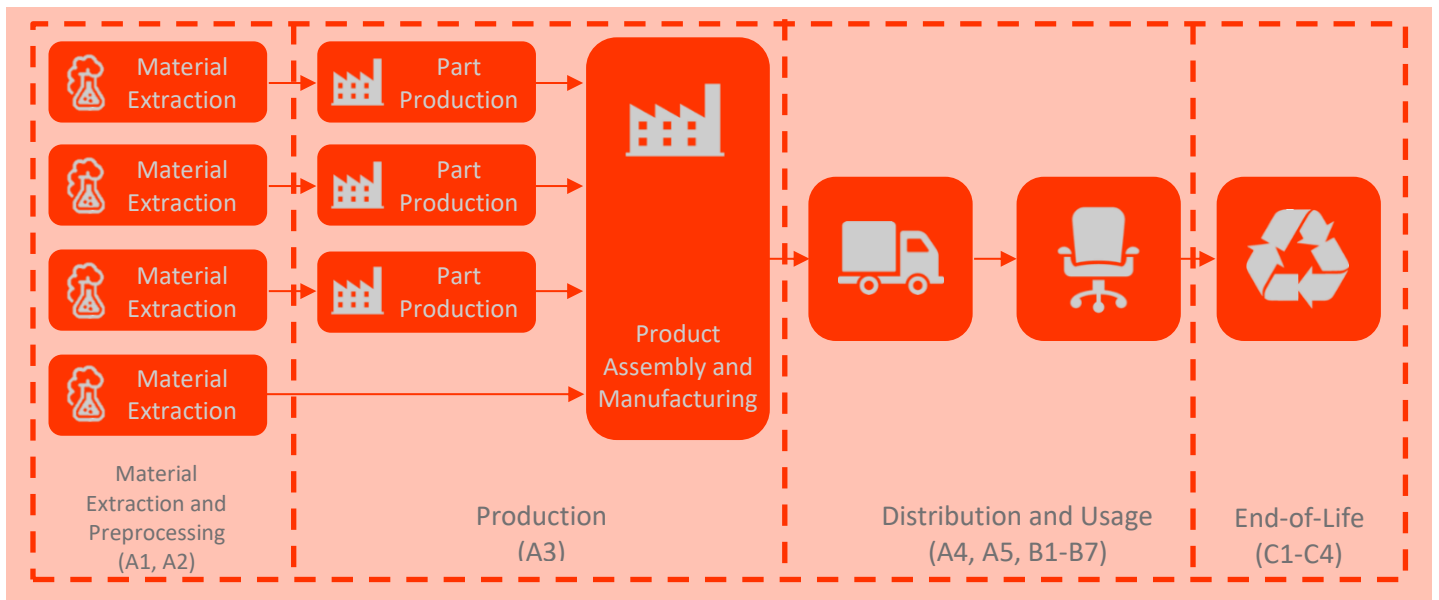 Material
Extraction
Part
Production
Material
Extraction
Part
Production
Material
Extraction
Part
Production
Material
Extraction
Product
Assembly and
Manufacturing
Material
Extraction and
Preprocessing
(A1, A2)
Production
(A3)
Distribution and Usage
(A4, A5, B1-B7)
End-of-Life
(C1-C4)